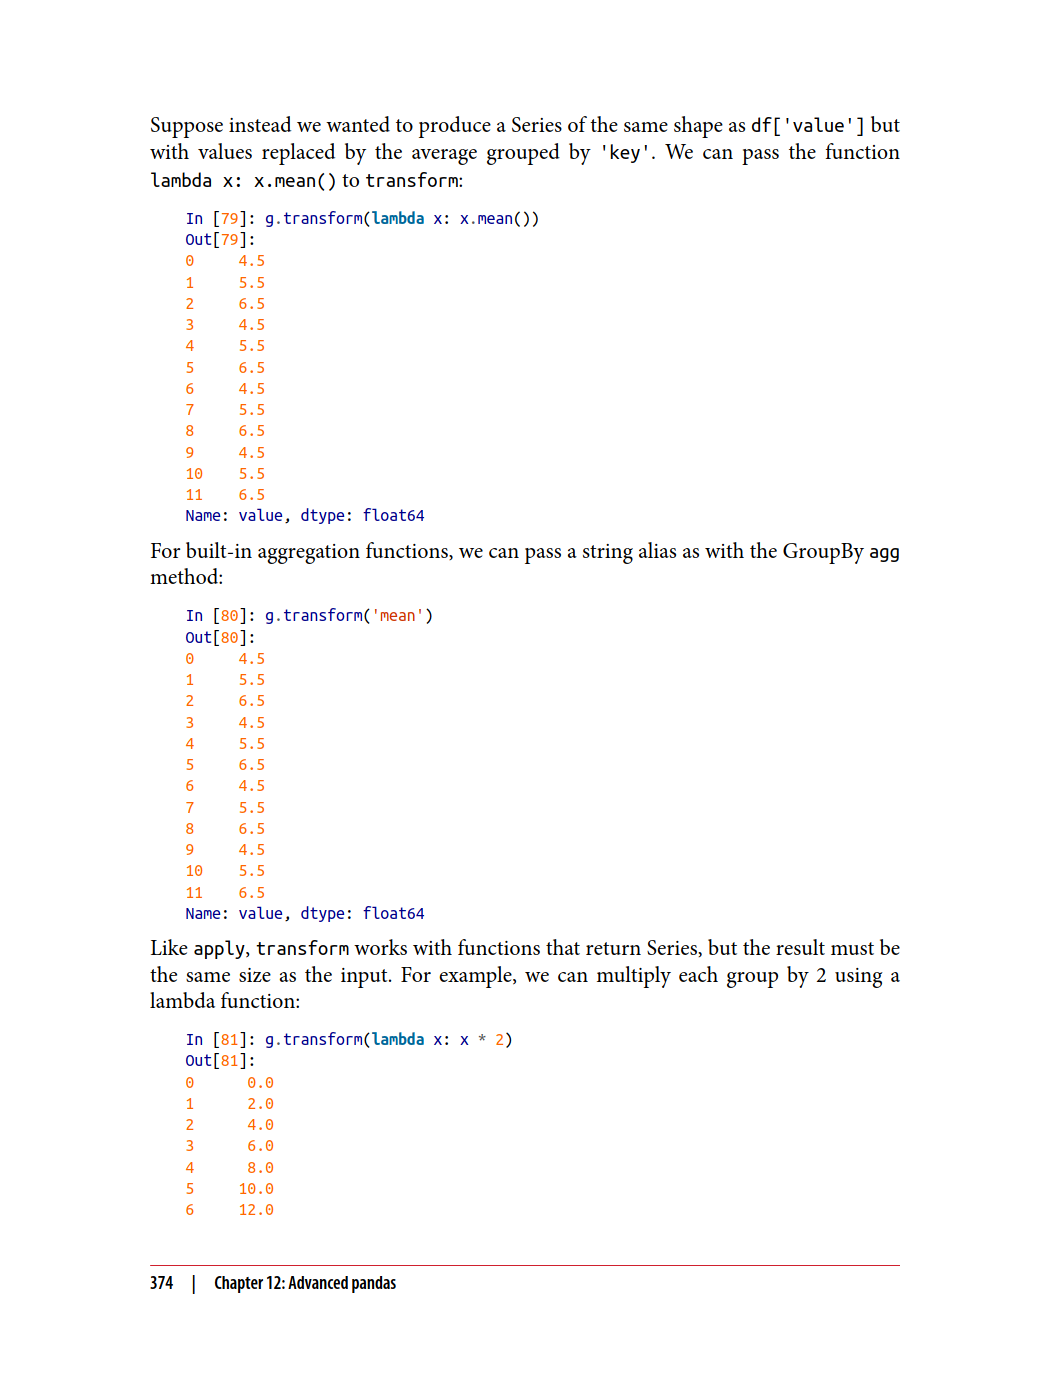 Suppose instead we wanted to produce a Series of the same shape as df['value'] but
with values replaced by the average grouped by 'key'. We can pass the function
lambda x: x.mean() to transform:
In [79]: g.transform(lambda x: x.mean())
Out[79]:
0     4.5
1     5.5
2     6.5
3     4.5
4     5.5
5     6.5
6     4.5
7     5.5
8     6.5
9     4.5
10    5.5
11    6.5
Name: value, dtype: float64
For built-in aggregation functions, we can pass a string alias as with the GroupBy agg
method:
In [80]: g.transform('mean')
Out[80]:
0     4.5
1     5.5
2     6.5
3     4.5
4     5.5
5     6.5
6     4.5
7     5.5
8     6.5
9     4.5
10    5.5
11    6.5
Name: value, dtype: float64
Like apply, transform works with functions that return Series, but the result must be
the same size as the input. For example, we can multiply each group by 2 using a
lambda function:
In [81]: g.transform(lambda x: x * 2)
Out[81]:
0      0.0
1      2.0
2      4.0
3      6.0
4      8.0
5     10.0
6     12.0
374 | Chapter 12: Advanced pandas